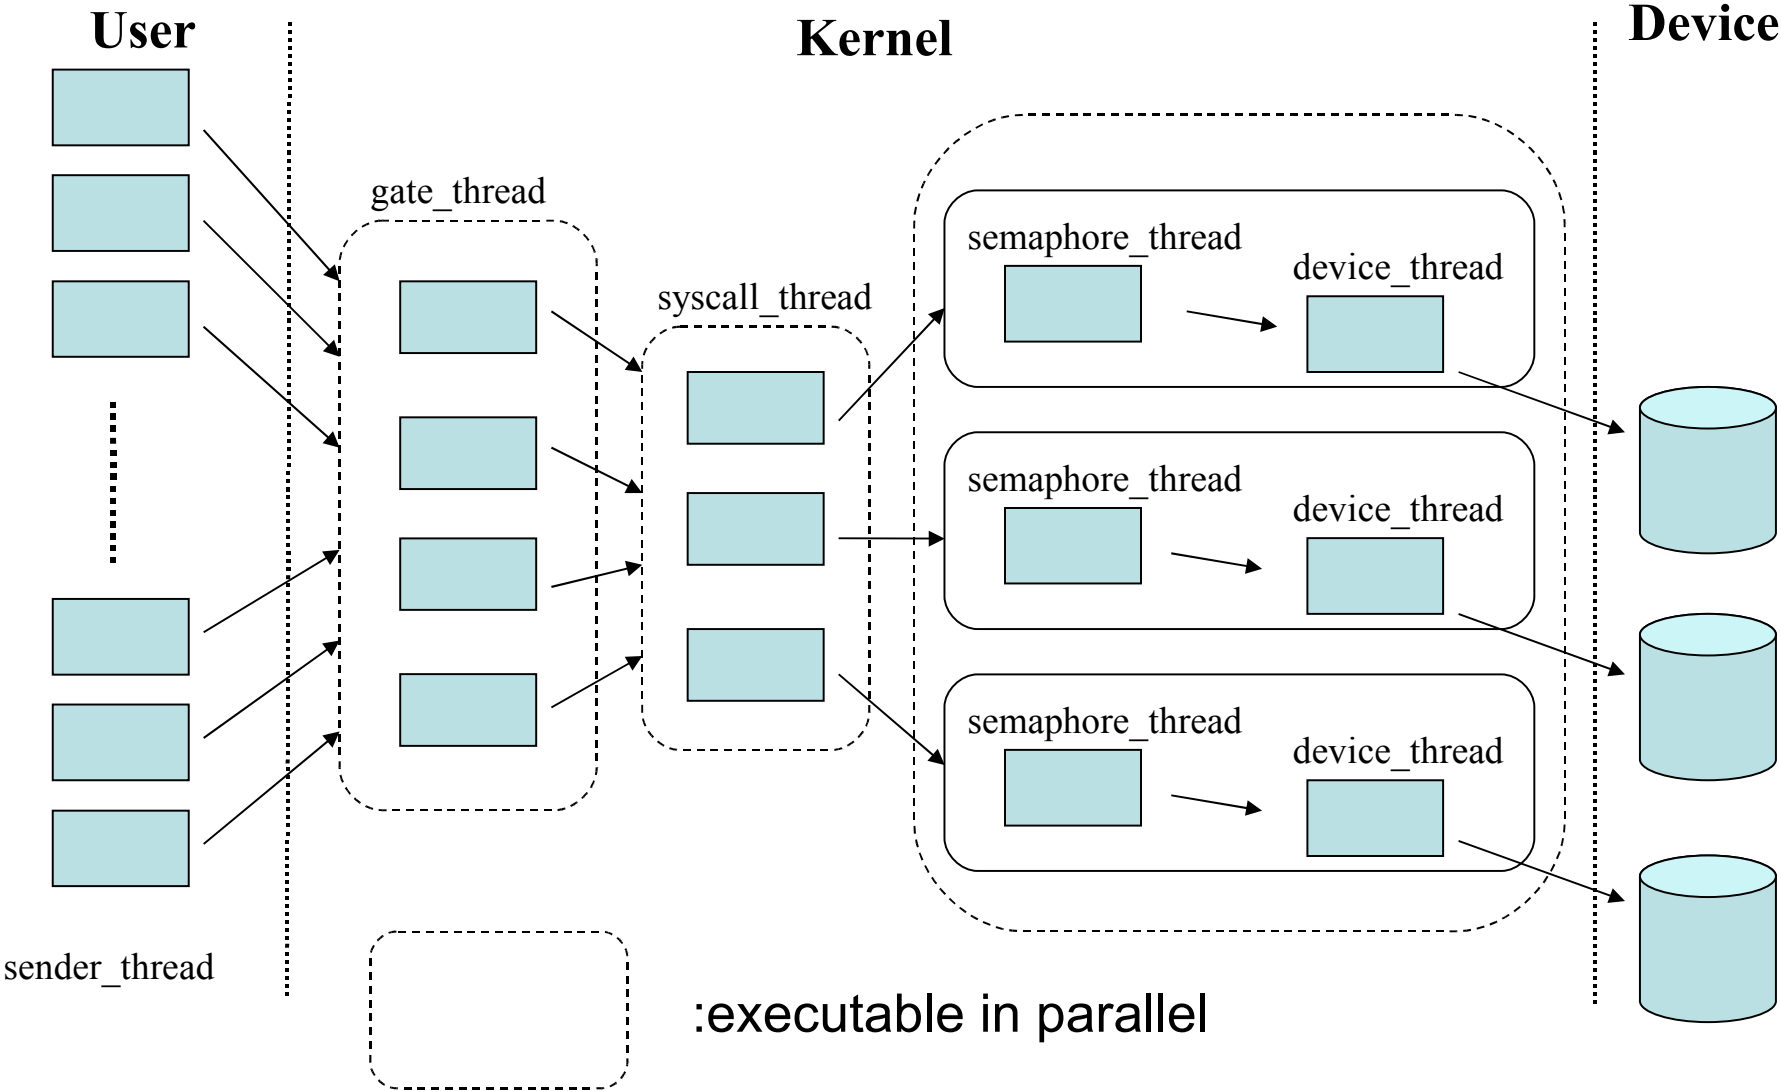 User
Kernel
Device
gate_thread
syscall_thread
semaphore_thread
device_thread
semaphore_thread
device_thread
semaphore_thread
device_thread
sender_thread
:executable in parallel